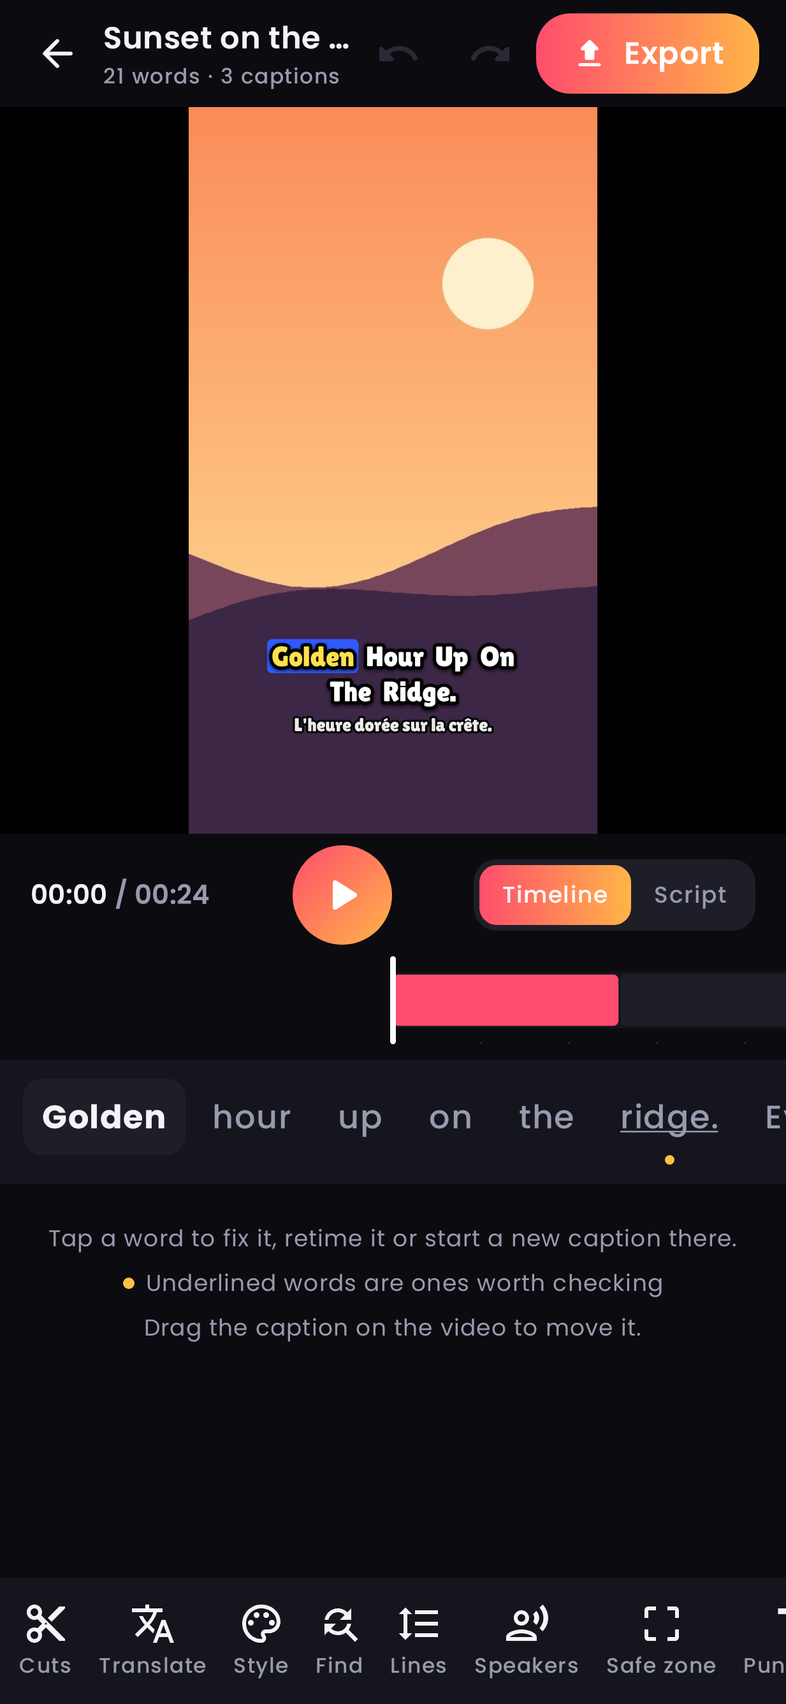 Sunset on the ...
21 words · 3 captions
Export
Golden Hour Up On
The Ridge.
L'heure dorée sur la crête.
00:00 / 00:24
Timeline
Script
Golden hour up on the ridge.
Tap a word to fix it, retime it or start a new caption there.
Underlined words are ones worth checking
Drag the caption on the video to move it.
Cuts
Translate
Style
Find
Lines
Speakers
Safe zone